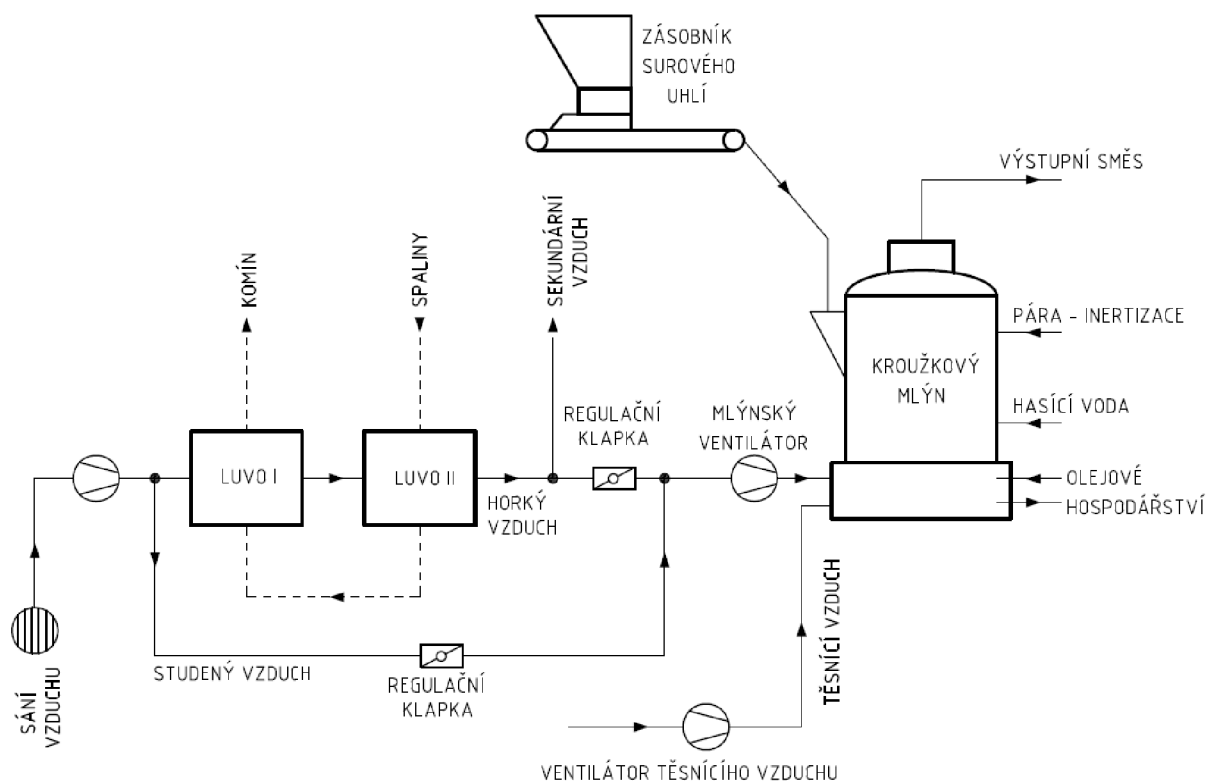 ZÁSOBNÍK
SUROVÉHO
UHLÍ
VÝSTUPNÍ SMĚS
KOMÍN
SPALINY
SEKUNDÁRNÍ
VZDUCH
PÁRA - INERTIZACE
KROUŽKOVÝ
MLÝN
HASÍCÍ VODA
REGULAČNÍ
KLAPKA
MLÝNSKÝ
VENTILÁTOR
LUVO I
LUVO II
HORKÝ
VZDUCH
OLEJOVÉ
HOSPODÁŘSTVÍ
SÁNÍ
VZDUCHU
STUDENÝ VZDUCH
REGULAČNÍ
KLAPKA
TĚSNÍCÍ VZDUCH
VENTILÁTOR TĚSNÍCÍHO VZDUCHU